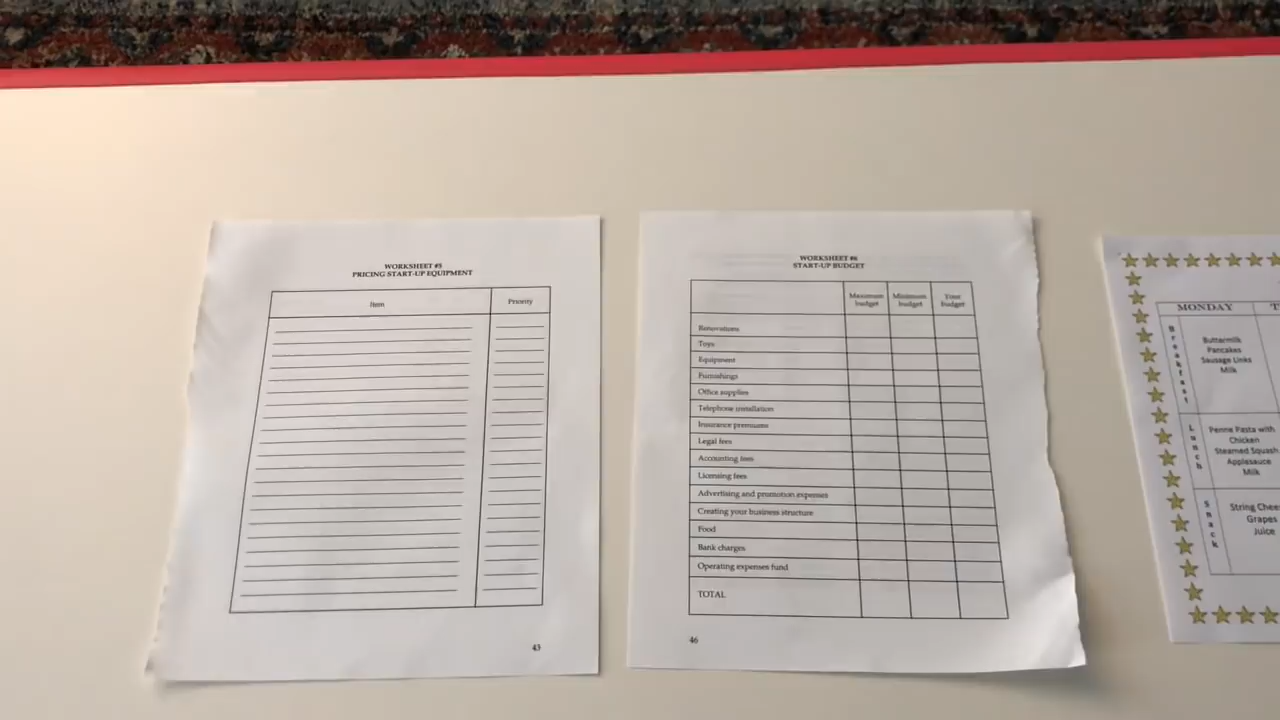 WORKSHEET #5
PRICING START-UP EQUIPMENT
Item
Priority
43
WORKSHEET #6
START-UP BUDGET
Maximum budget
Minimum budget
Your budget
Renovations
Toys
Equipment
Furnishings
Office supplies
Telephone installation
Insurance premiums
Legal fees
Accounting fees
Licensing fees
Advertising and promotion expenses
Creating your business structure
Food
Bank charges
Operating expenses fund
TOTAL
46
MONDAY
Breakfast
Buttermilk
Pancakes
Sausage Links
Milk
Lunch
Penne Pasta with
Chicken
Steamed Squash
Applesauce
Milk
Snack
String
Grapes
Juice